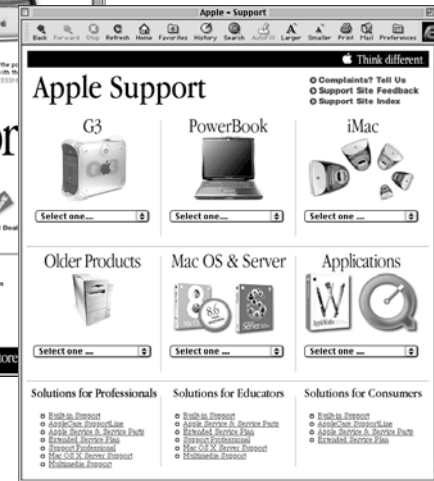 Apple - Support
Back Forward Stop Refresh Home Favorites History Search AutoFill Larger Smaller Print Mail Preferences
Think different.
Apple Support
Complaints? Tell Us
Support Site Feedback
Support Site Index
G3 PowerBook iMac
Select one... Select one... Select one...
Older Products Mac OS & Server Applications
8.6
AppleWorks
Select one ... Select one ... Select one ...
Solutions for Professionals Solutions for Educators Solutions for Consumers
Built-in Support Built-in Support Built-in Support
AppleCare SupportLine Apple Service & Service Parts AppleCare SupportLine
Apple Service & Service Parts Extended Service Plan Apple Service & Service Parts
Extended Service Plan Support Professional Extended Service Plan
Support Professional Mac OS X Server Support
Mac OS X Server Support Multimedia Support
Multimedia Support